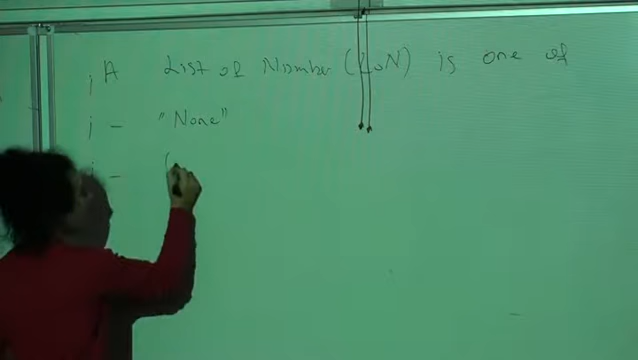 ; A List of Number (LoN) is one of
; - "None"
; - (